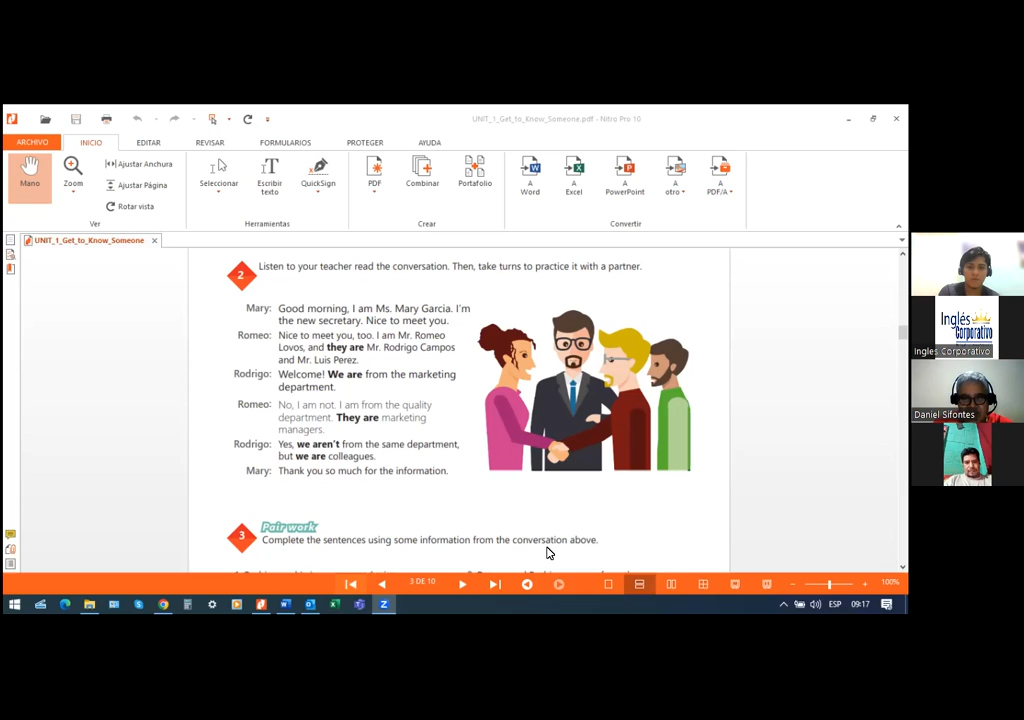 UNIT_1_Get_to_Know_Someone.pdf - Nitro Pro 10
ARCHIVO INICIO EDITAR REVISAR FORMULARIOS PROTEGER AYUDA
Mano
Zoom
Ajustar Anchura
Ajustar Página
Rotar vista
Ver
Seleccionar
Escribir
texto
QuickSign
Herramientas
PDF
Combinar
Portafolio
Crear
A
Word
A
Excel
A
PowerPoint
A
otro
A
PDF/A
Convertir
UNIT_1_Get_to_Know_Someone
2 Listen to your teacher read the conversation. Then, take turns to practice it with a partner.
Mary: Good morning, I am Ms. Mary Garcia. I'm
the new secretary. Nice to meet you.
Romeo: Nice to meet you, too. I am Mr. Romeo
Lovos, and they are Mr. Rodrigo Campos
and Mr. Luis Perez.
Rodrigo: Welcome! We are from the marketing
department.
Romeo: No, I am not. I am from the quality
department. They are marketing
managers.
Rodrigo: Yes, we aren't from the same department,
but we are colleagues.
Mary: Thank you so much for the information.
Pair work
3 Complete the sentences using some information from the conversation above.
3 DE 10
100%
ESP 09:17
Inglés
Corporativo
Ingles Corporativo
Daniel Sifontes